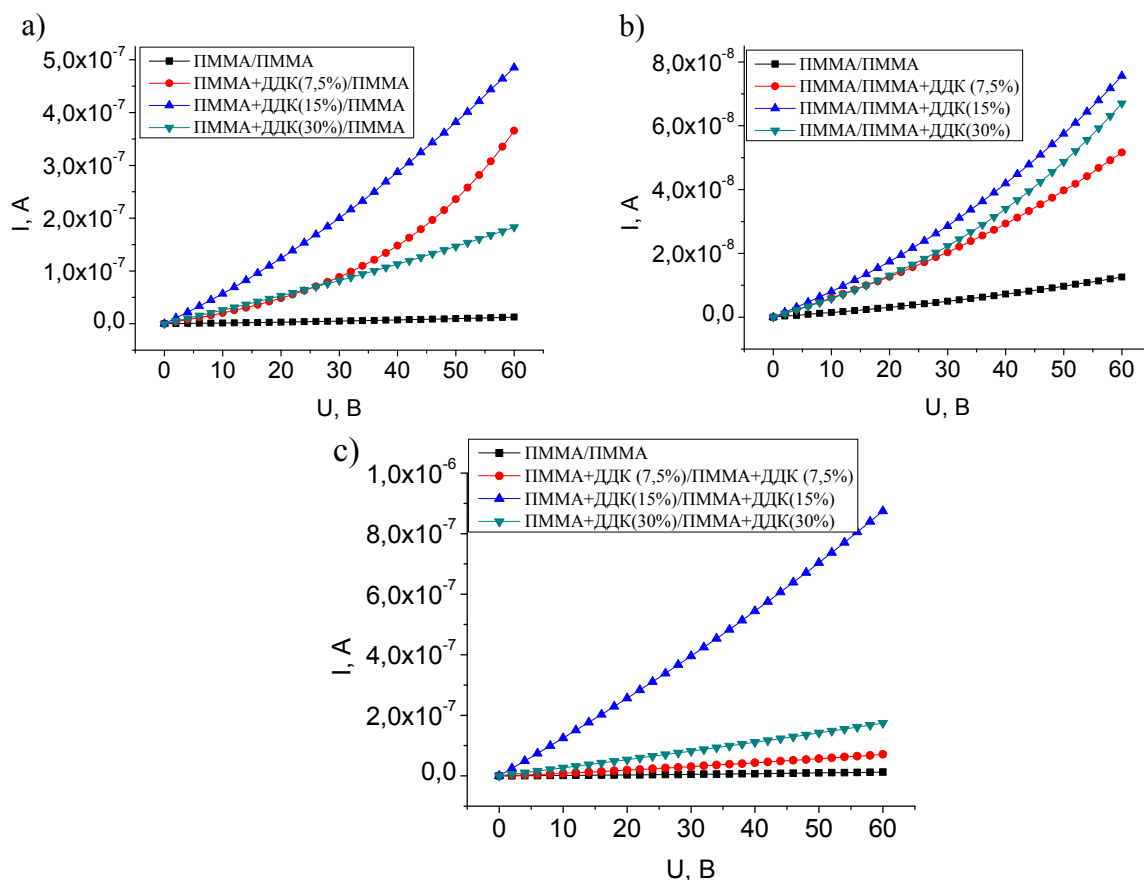 a)
ПММА/ПММА
ПММА+ДДК(7,5%)/ПММА
ПММА+ДДК(15%)/ПММА
ПММА+ДДК(30%)/ПММА
5,0x10-7
4,0x10-7
3,0x10-7
2,0x10-7
1,0x10-7
0,0
I, A
0 10 20 30 40 50 60
U, B
b)
ПММА/ПММА
ПММА/ПММА+ДДК (7,5%)
ПММА/ПММА+ДДК(15%)
ПММА/ПММА+ДДК(30%)
8,0x10-8
6,0x10-8
4,0x10-8
2,0x10-8
0,0
I, A
0 10 20 30 40 50 60
U, B
c)
ПММА/ПММА
ПММА+ДДК (7,5%)/ПММА+ДДК (7,5%)
ПММА+ДДК(15%)/ПММА+ДДК(15%)
ПММА+ДДК(30%)/ПММА+ДДК(30%)
1,0x10-6
8,0x10-7
6,0x10-7
4,0x10-7
2,0x10-7
0,0
I, A
0 10 20 30 40 50 60
U, B